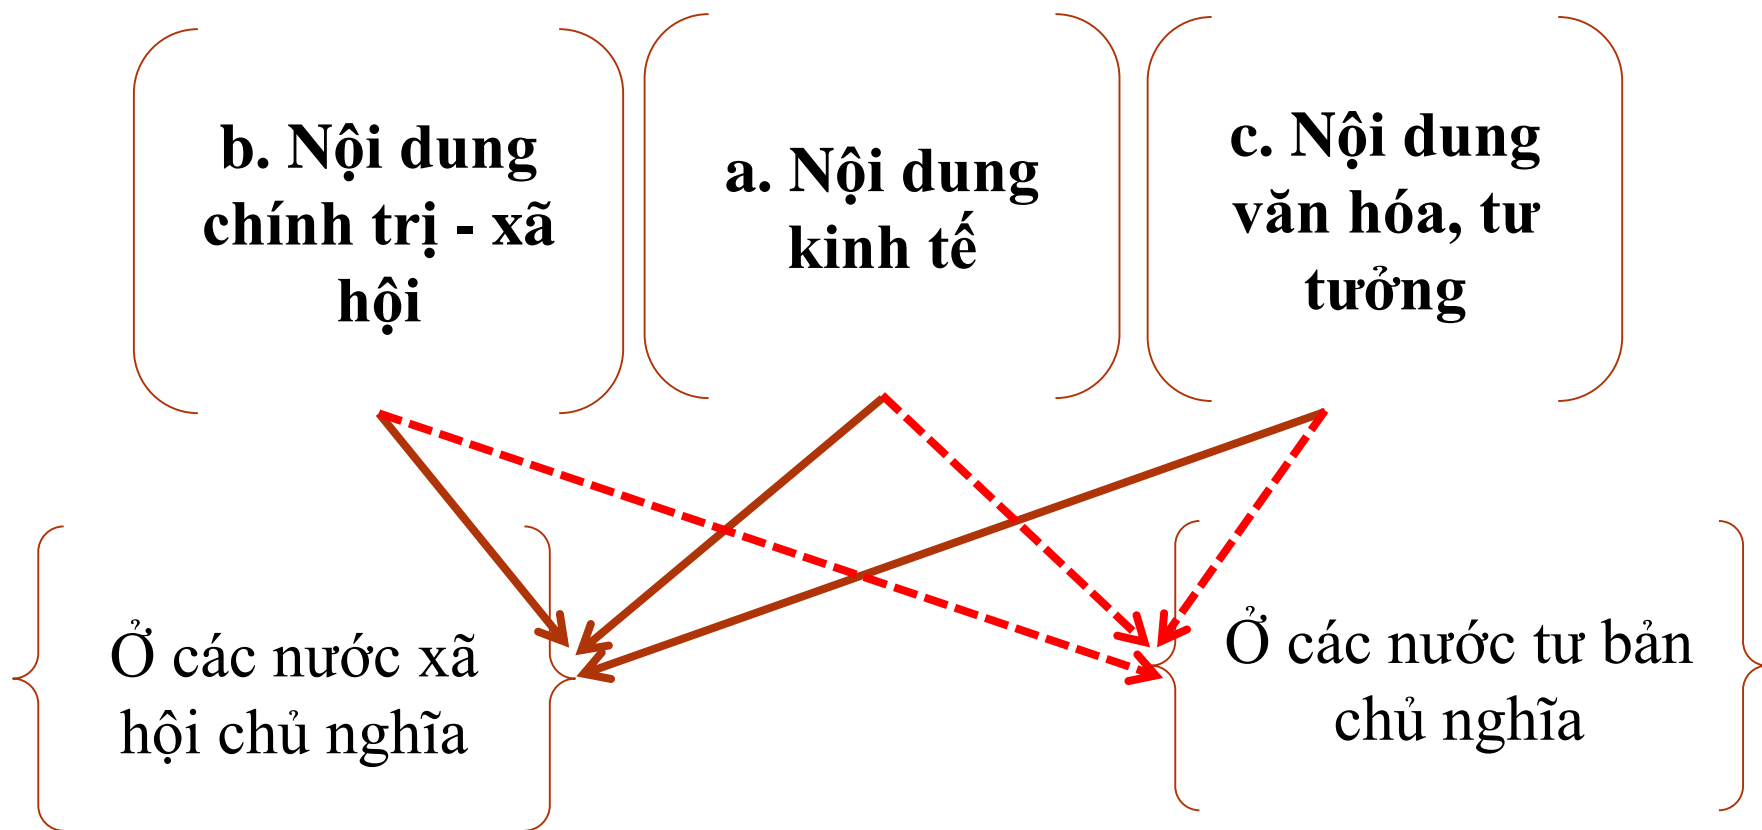 b. Nội dung
chính trị - xã
hội
a. Nội dung
kinh tế
c. Nội dung
văn hóa, tư
tưởng
Ở các nước xã
hội chủ nghĩa
Ở các nước tư bản
chủ nghĩa